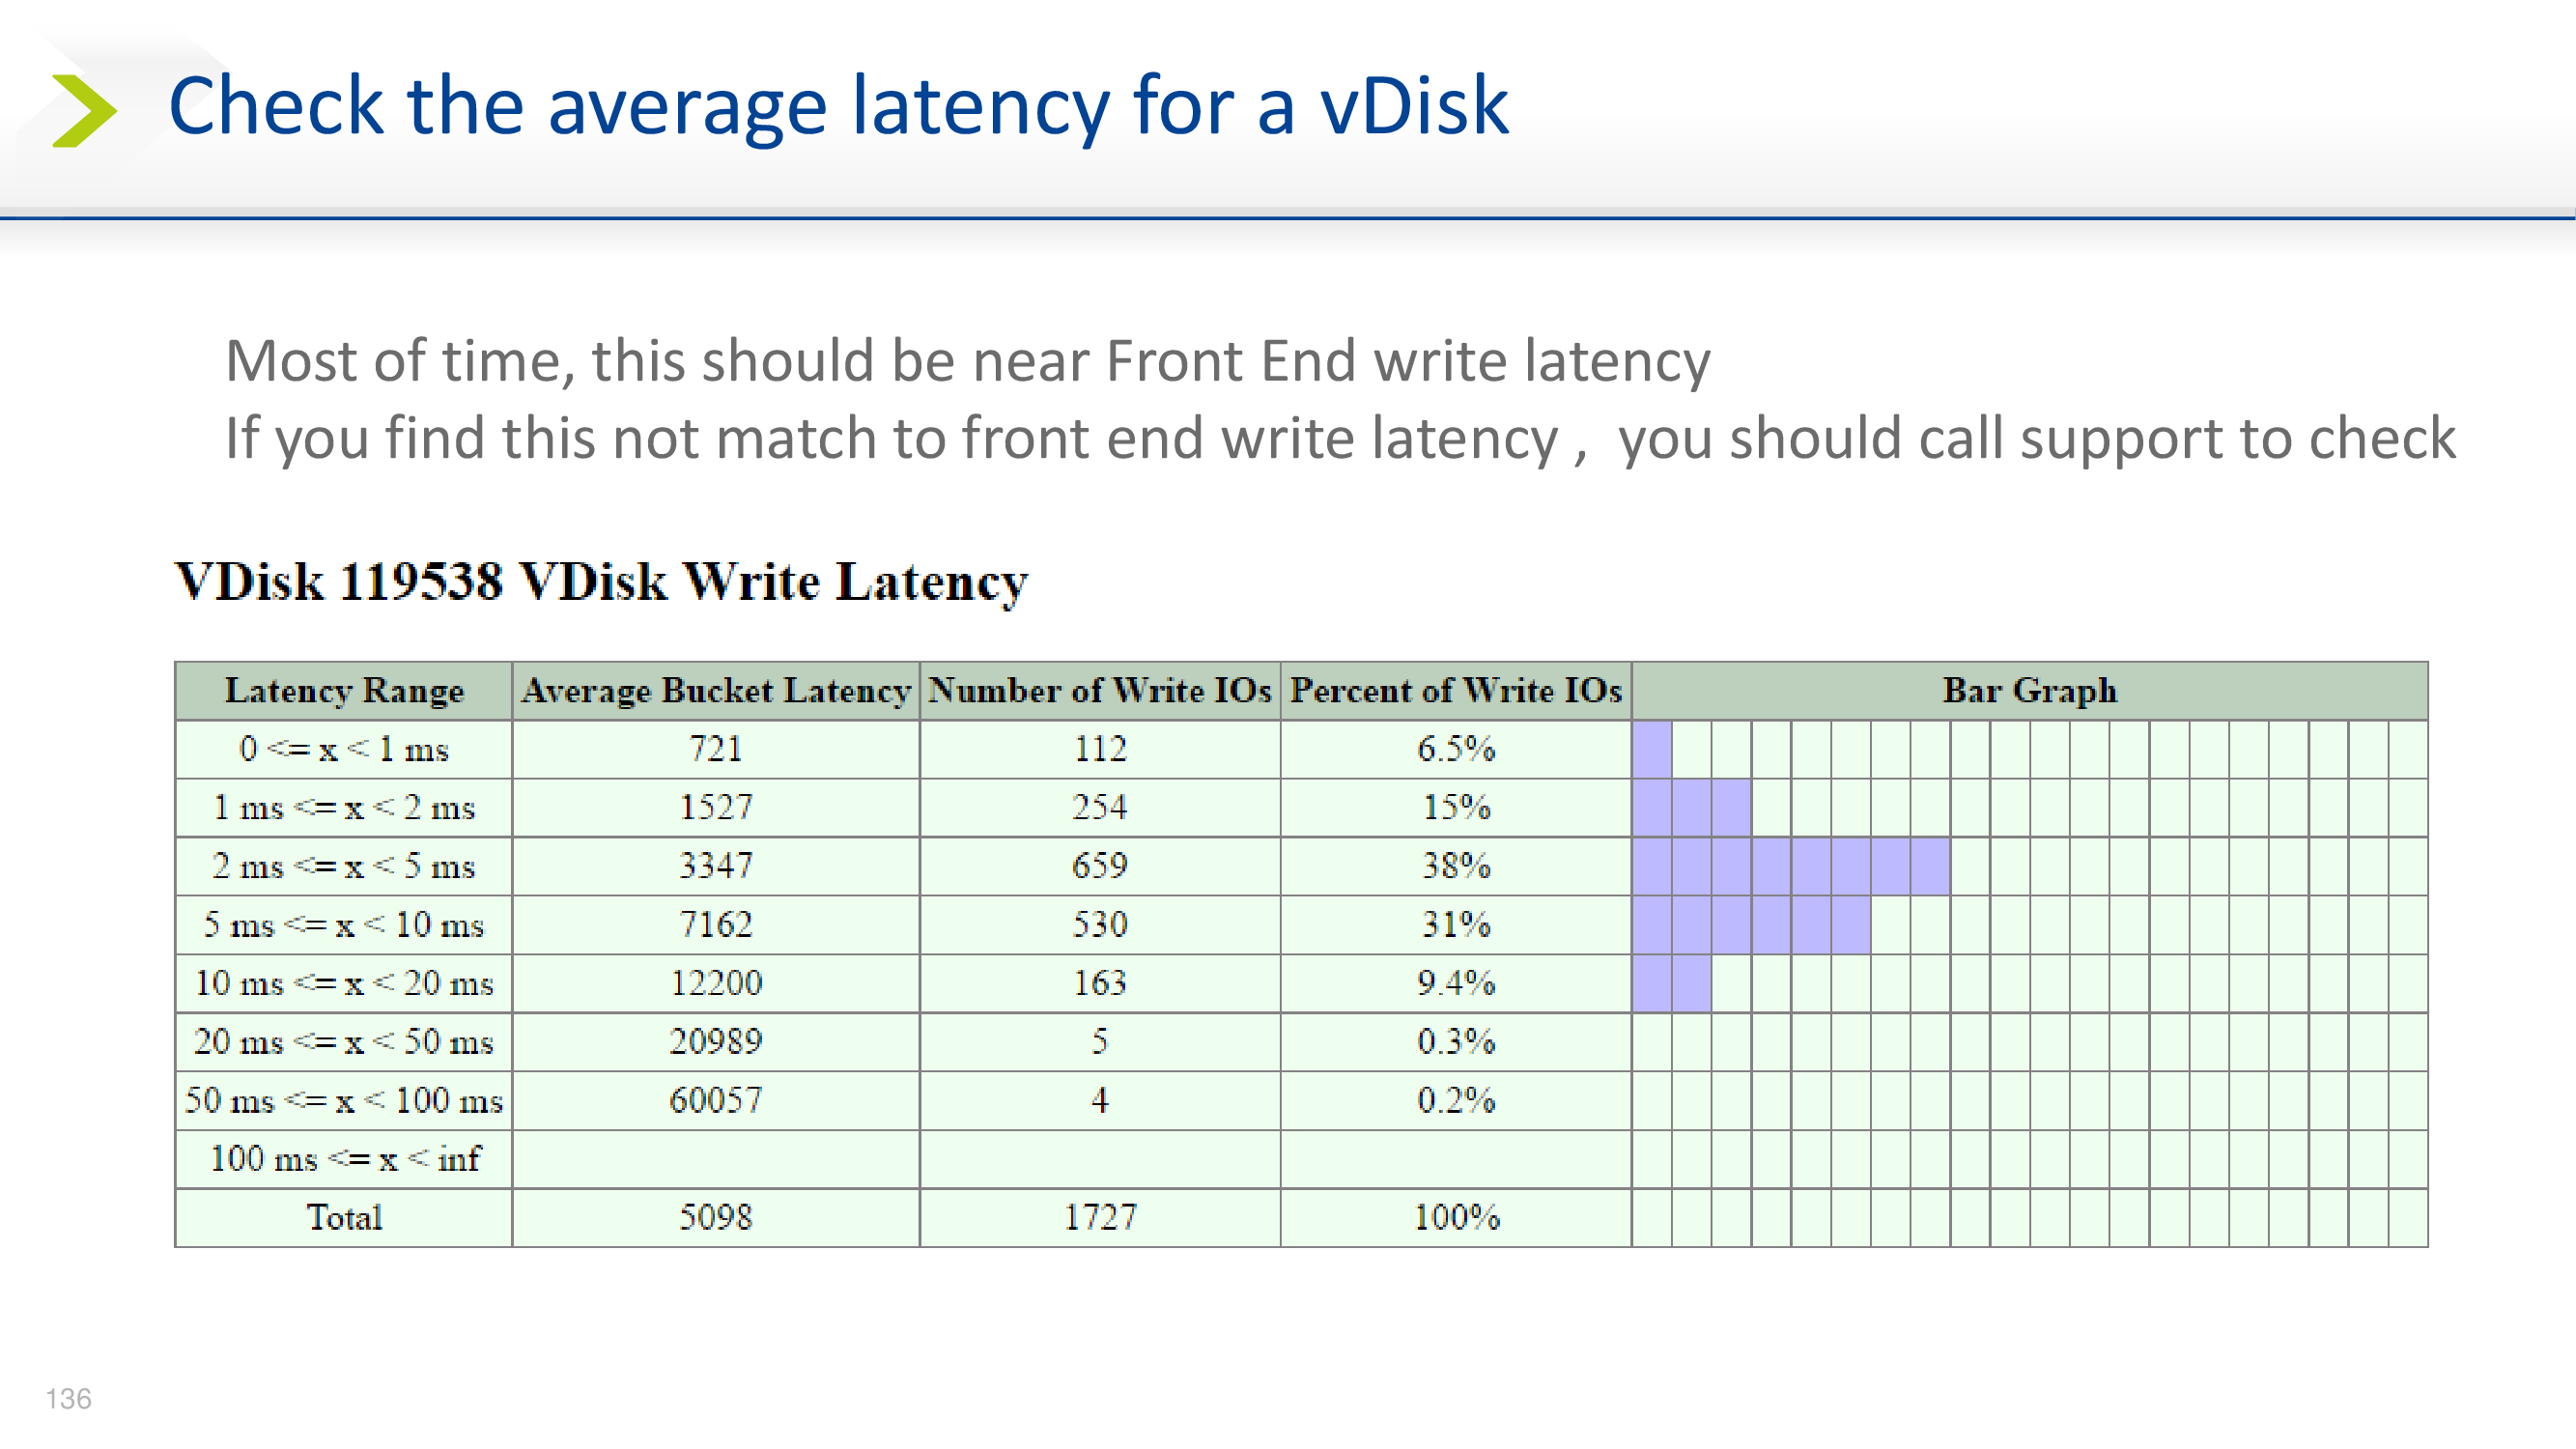 Check the average latency for a vDisk
Most of time, this should be near Front End write latency
If you find this not match to front end write latency , you should call support to check
VDisk 119538 VDisk Write Latency
Latency Range Average Bucket Latency Number of Write IOs Percent of Write IOs Bar Graph
0 <= x < 1 ms 721 112 6.5%
1 ms <= x < 2 ms 1527 254 15%
2 ms <= x < 5 ms 3347 659 38%
5 ms <= x < 10 ms 7162 530 31%
10 ms <= x < 20 ms 12200 163 9.4%
20 ms <= x < 50 ms 20989 5 0.3%
50 ms <= x < 100 ms 60057 4 0.2%
100 ms <= x < inf
Total 5098 1727 100%
136